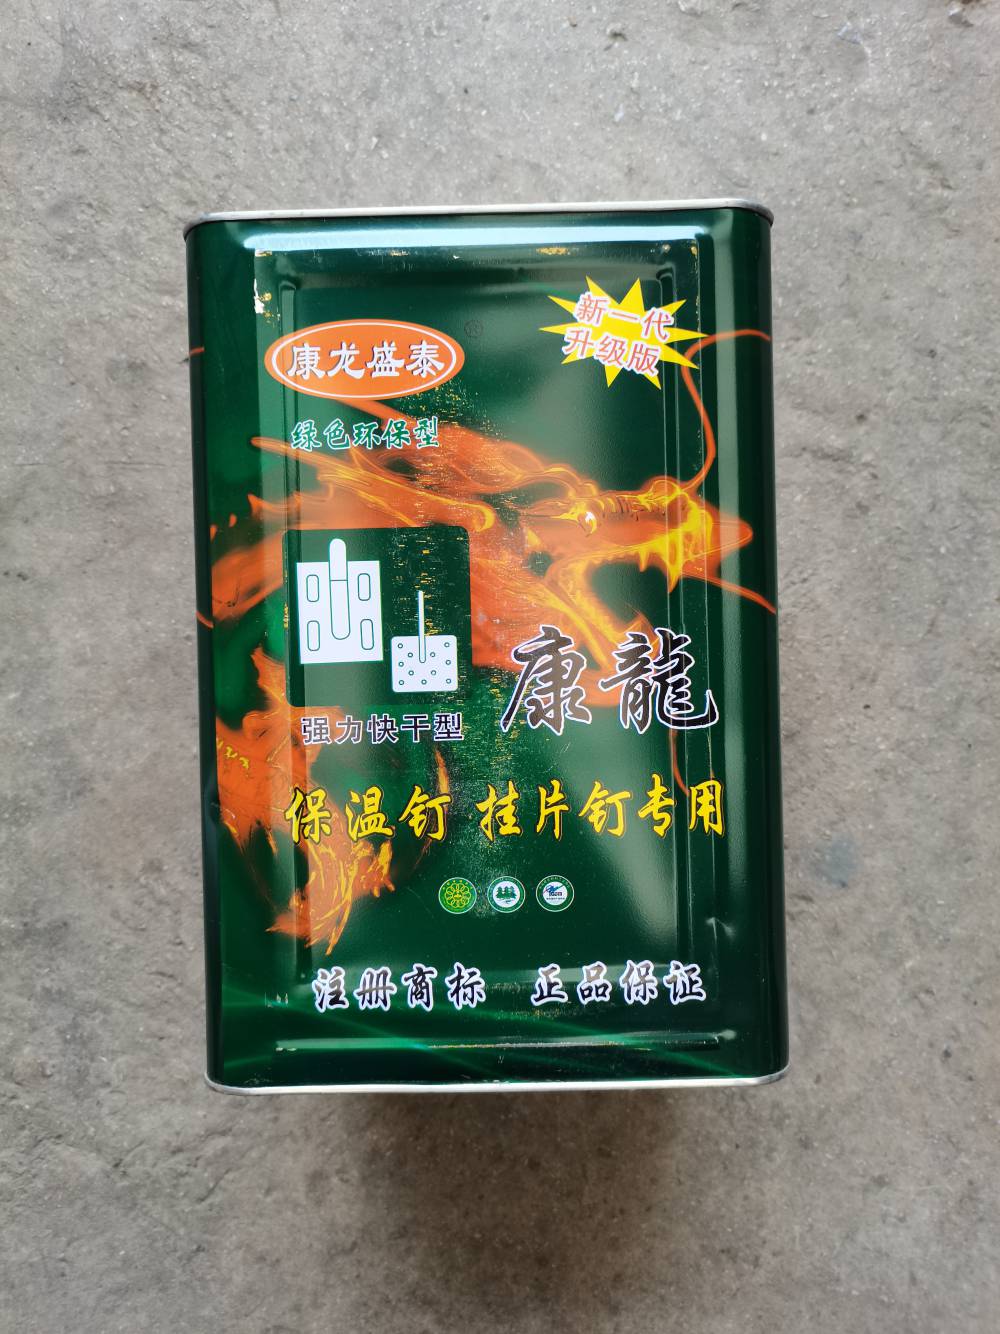 新一代
升级版
康龙盛泰
®
绿色环保型
康龍
强力快干型
保温钉 挂片钉专用
注册商标 正品保证